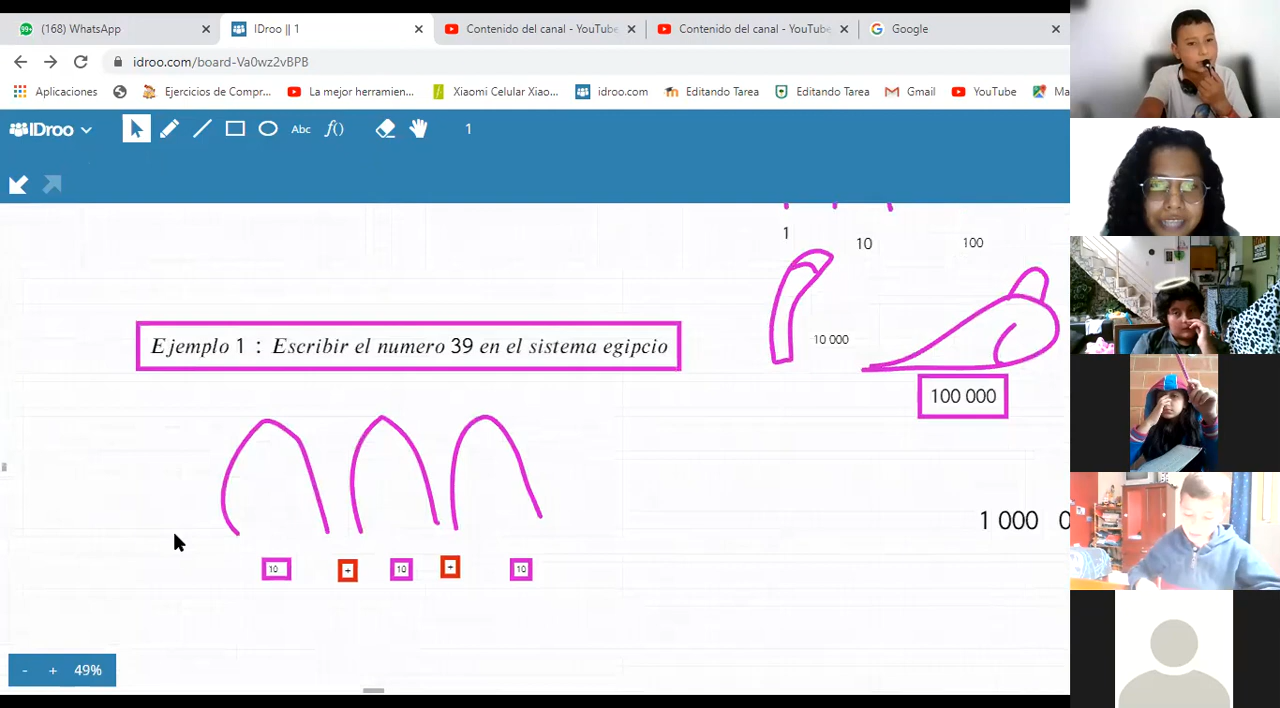 99+ (168) WhatsApp
IDroo || 1
Contenido del canal - YouTube
Contenido del canal - YouTube
Google
idroo.com/board-Va0wz2vBPB
Aplicaciones
Ejercicios de Compr...
La mejor herramien...
Xiaomi Celular Xiao...
idroo.com
Editando Tarea
Editando Tarea
Gmail
YouTube
Ma
IDroo
Abc
f()
1
1
10
100
10 000
100 000
Ejemplo 1 : Escribir el numero 39 en el sistema egipcio
1 000 0
10 + 10 + 10
- + 49%